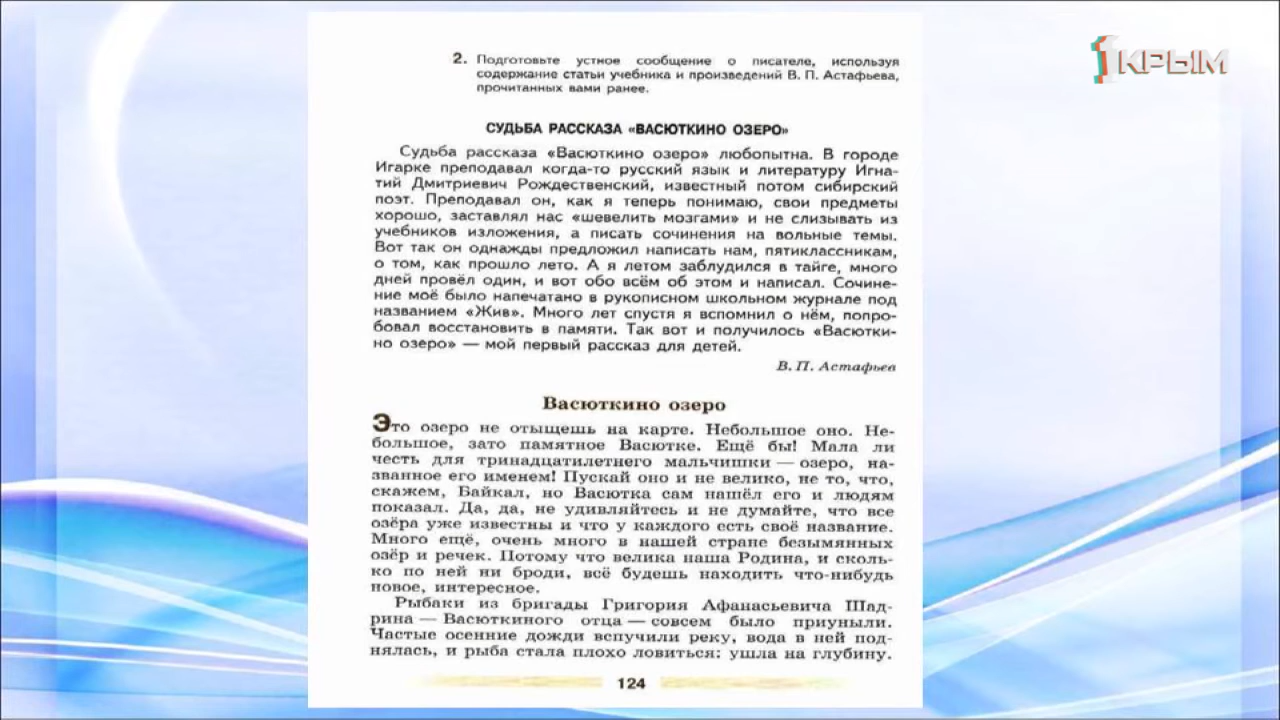 1КРЫМ
2. Подготовьте устное сообщение о писателе, используя
содержание статьи учебника и произведений В. П. Астафьева,
прочитанных вами ранее.
СУДЬБА РАССКАЗА «ВАСЮТКИНО ОЗЕРО»
Судьба рассказа «Васюткино озеро» любопытна. В городе
Игарке преподавал когда-то русский язык и литературу Игна-
тий Дмитриевич Рождественский, известный потом сибирский
поэт. Преподавал он, как я теперь понимаю, свои предметы
хорошо, заставлял нас «шевелить мозгами» и не слизывать из
учебников изложения, а писать сочинения на вольные темы.
Вот так он однажды предложил написать нам, пятиклассникам,
о том, как прошло лето. А я летом заблудился в тайге, много
дней провёл один, и вот обо всём об этом и написал. Сочине-
ние моё было напечатано в рукописном школьном журнале под
названием «Жив». Много лет спустя я вспомнил о нём, попро-
бовал восстановить в памяти. Так вот и получилось «Васютки-
но озеро» — мой первый рассказ для детей.
В. П. Астафьев
Васюткино озеро
Это озеро не отыщешь на карте. Небольшое оно. Не-
большое, зато памятное Васютке. Ещё бы! Мала ли
честь для тринадцатилетнего мальчишки — озеро, на-
званное его именем! Пускай оно и не велико, не то, что,
скажем, Байкал, но Васютка сам нашёл его и людям
показал. Да, да, не удивляйтесь и не думайте, что все
озёра уже известны и что у каждого есть своё название.
Много ещё, очень много в нашей стране безымянных
озёр и речек. Потому что велика наша Родина, и сколь-
ко по ней ни броди, всё будешь находить что-нибудь
новое, интересное.
Рыбаки из бригады Григория Афанасьевича Шад-
рина — Васюткиного отца — совсем было приуныли.
Частые осенние дожди вспучили реку, вода в ней под-
нялась, и рыба стала плохо ловиться: ушла на глубину.
124